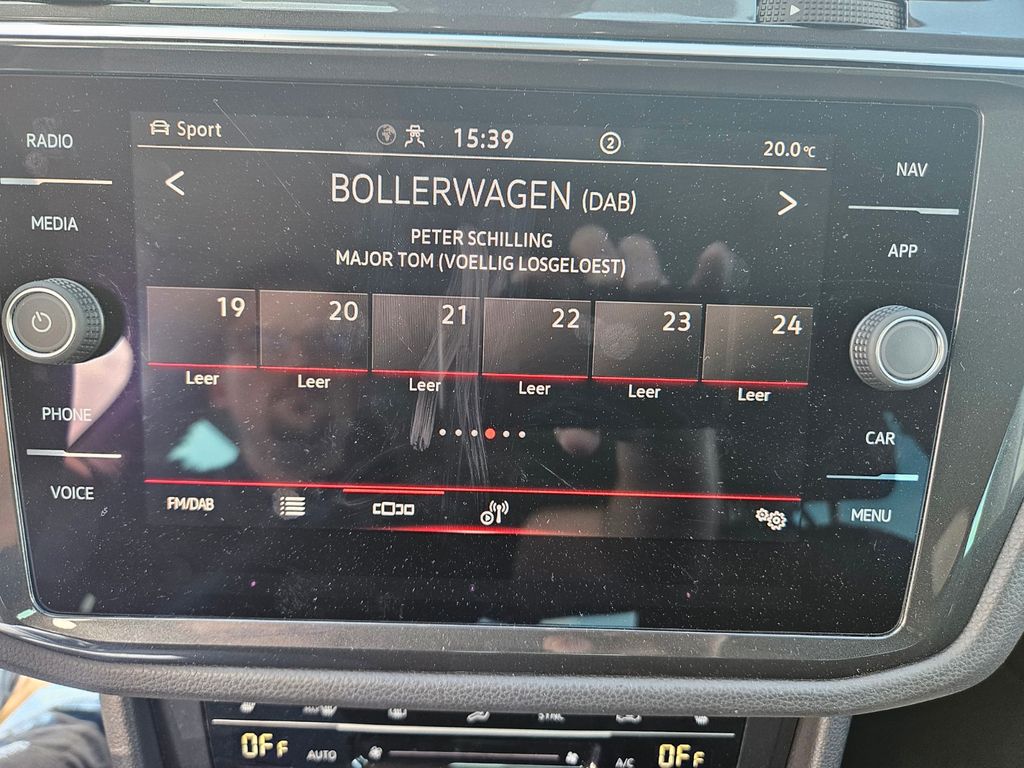 RADIO
MEDIA
PHONE
VOICE
Sport
15:39
2
20.0°C
BOLLERWAGEN (DAB)
PETER SCHILLING
MAJOR TOM (VOELLIG LOSGELOEST)
19 20 21 22 23 24
Leer Leer Leer Leer Leer Leer
FM/DAB
NAV
APP
CAR
MENU
SYNC
OFF AUTO A/C OFF